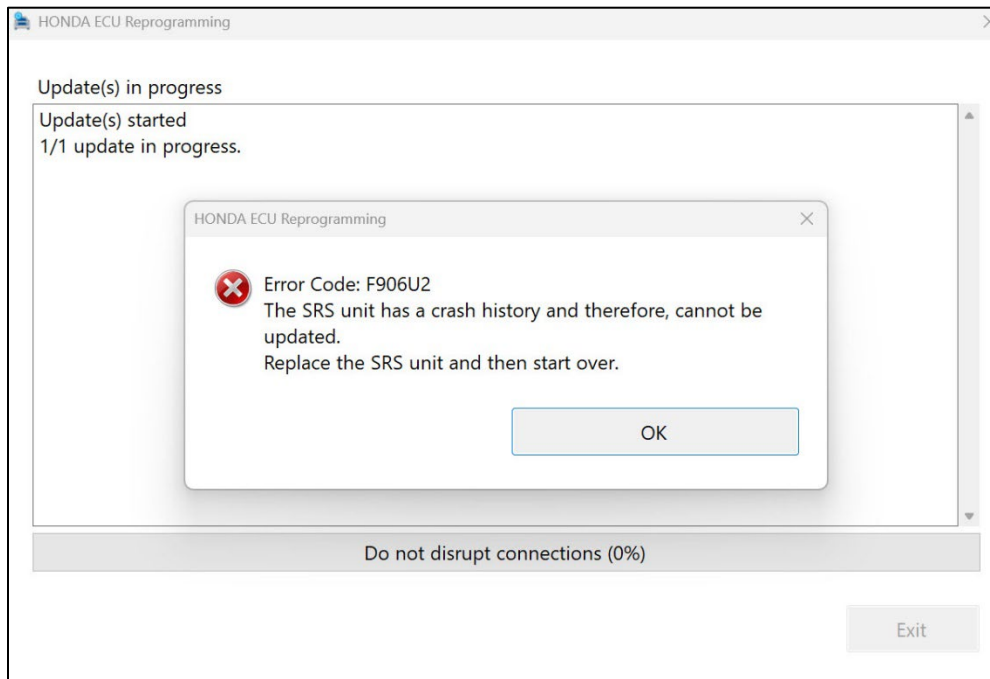 HONDA ECU Reprogramming
Update(s) in progress
Update(s) started
1/1 update in progress.
HONDA ECU Reprogramming
Error Code: F906U2
The SRS unit has a crash history and therefore, cannot be
updated.
Replace the SRS unit and then start over.
OK
Do not disrupt connections (0%)
Exit